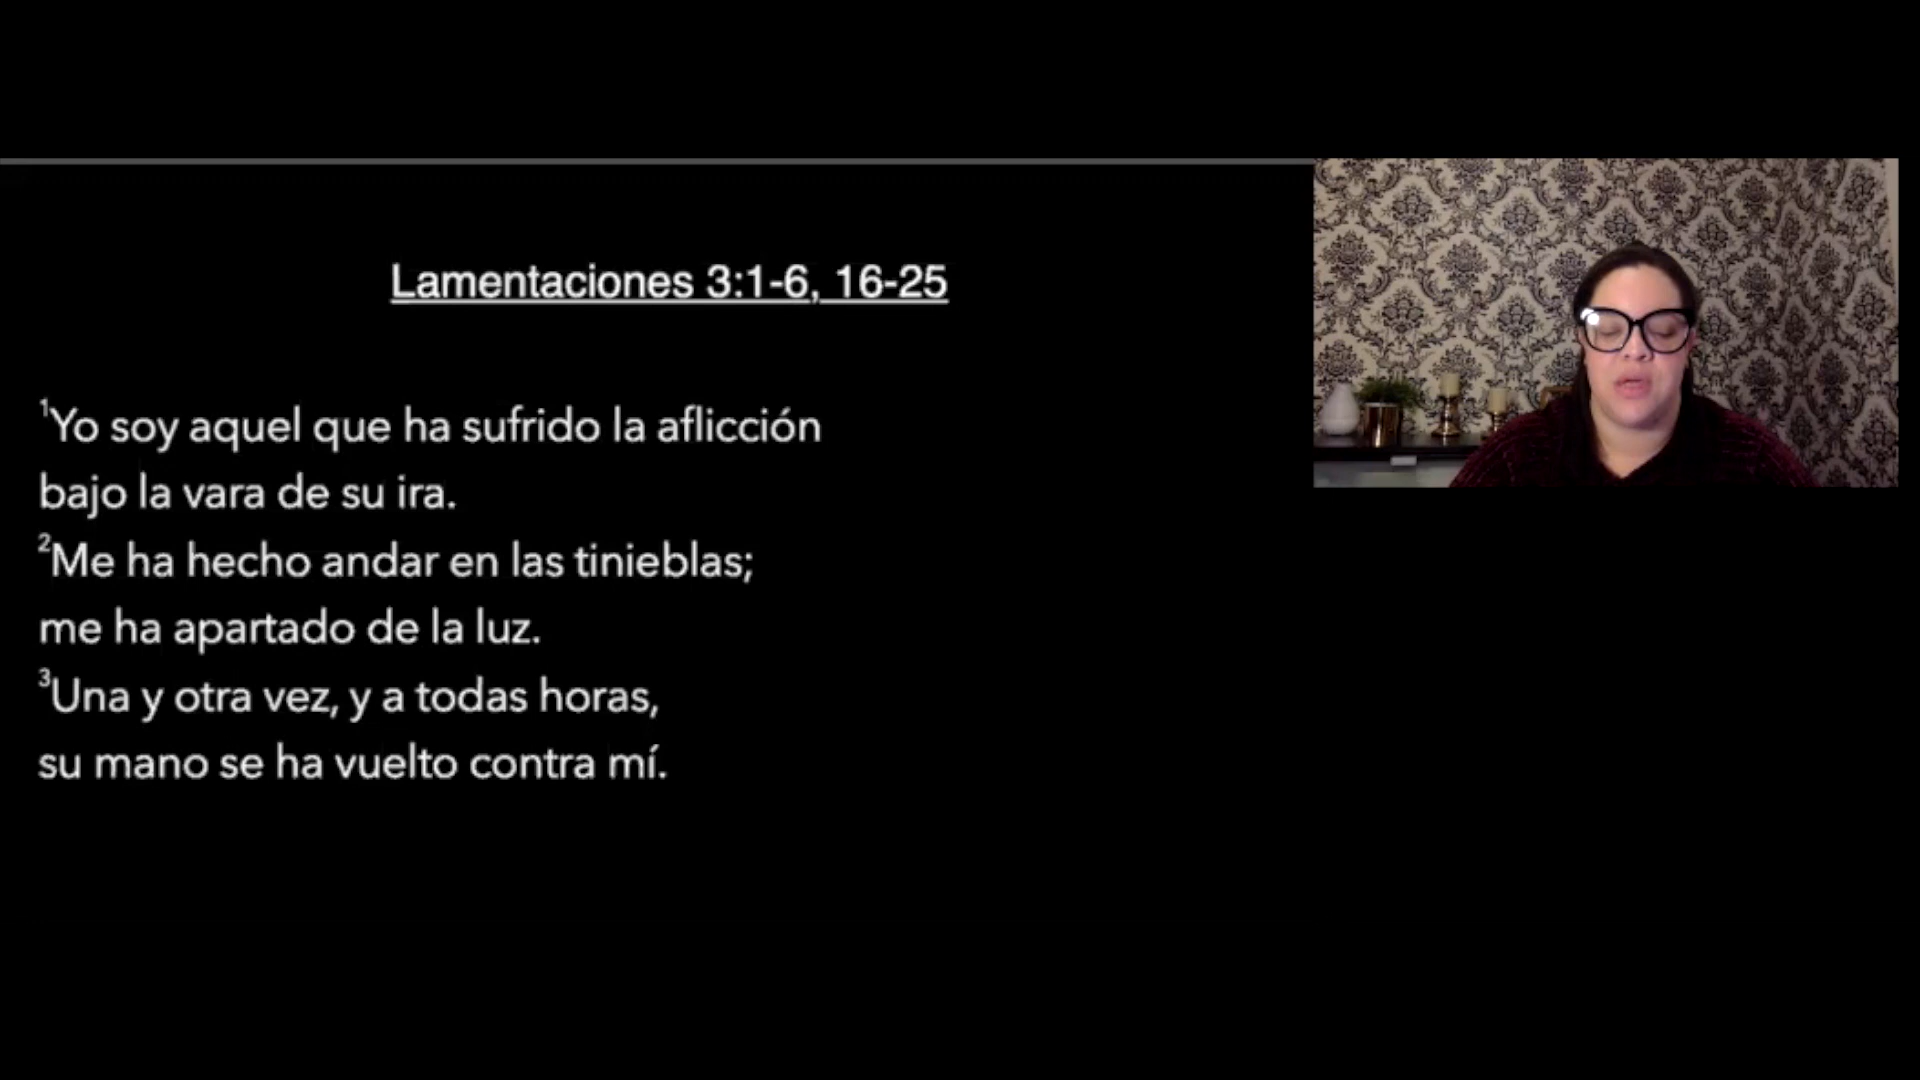 Lamentaciones 3:1-6, 16-25
¹Yo soy aquel que ha sufrido la aflicción
bajo la vara de su ira.
²Me ha hecho andar en las tinieblas;
me ha apartado de la luz.
³Una y otra vez, y a todas horas,
su mano se ha vuelto contra mí.